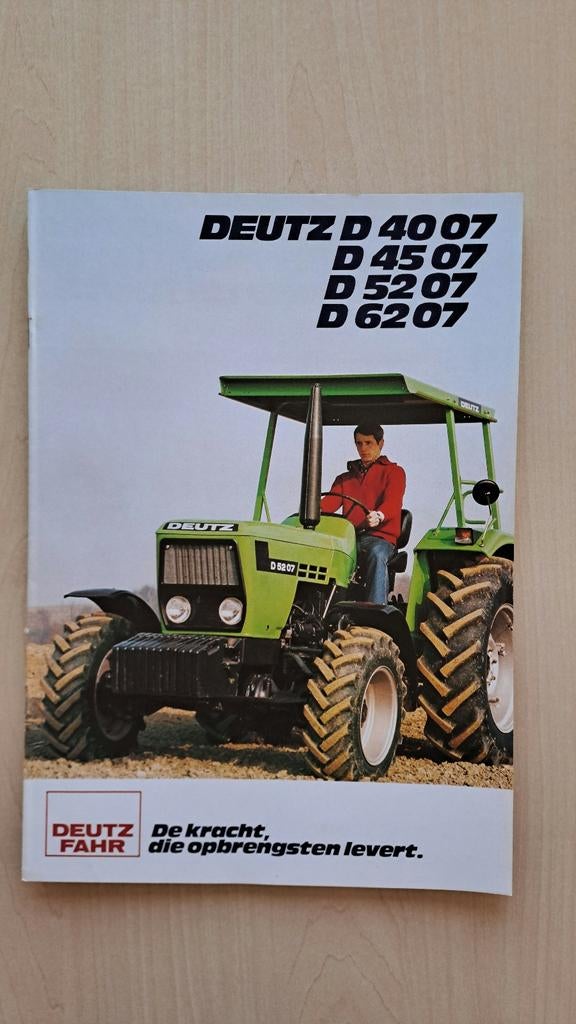 DEUTZ D 40 07
D 45 07
D 52 07
D 62 07
DEUTZ
DEUTZ
D 52 07
DEUTZ
FAHR
De kracht,
die opbrengsten levert.